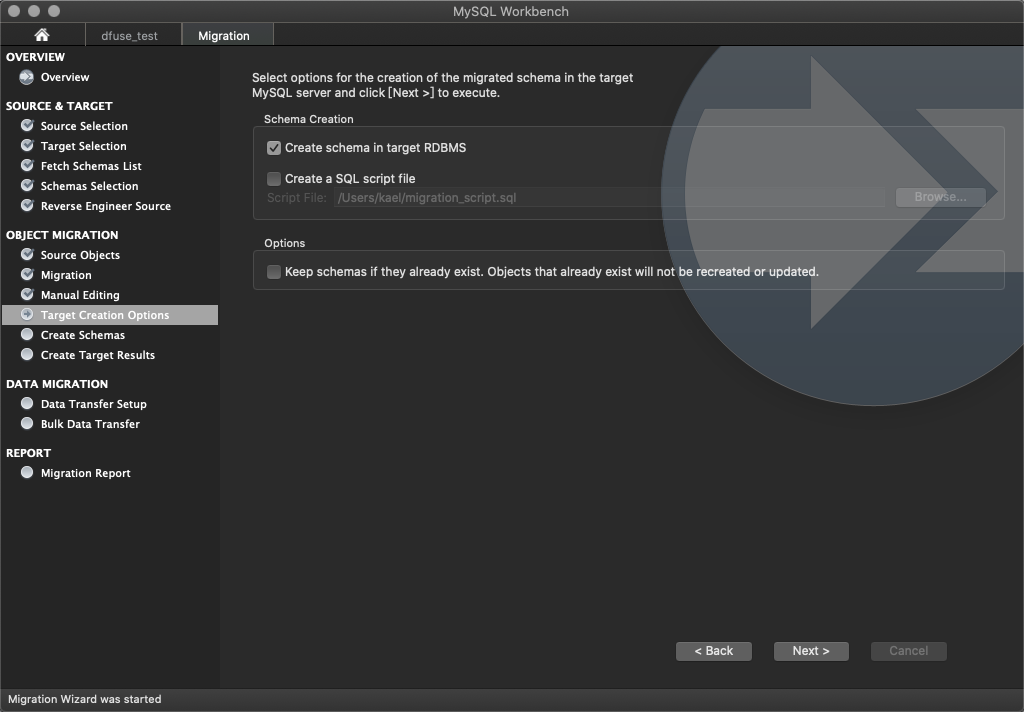 MySQL Workbench
dfuse_test
Migration
OVERVIEW
Overview
SOURCE & TARGET
Source Selection
Target Selection
Fetch Schemas List
Schemas Selection
Reverse Engineer Source
OBJECT MIGRATION
Source Objects
Migration
Manual Editing
Target Creation Options
Create Schemas
Create Target Results
DATA MIGRATION
Data Transfer Setup
Bulk Data Transfer
REPORT
Migration Report
Select options for the creation of the migrated schema in the target
MySQL server and click [Next >] to execute.
Schema Creation
Create schema in target RDBMS
Create a SQL script file
Script File: /Users/kael/migration_script.sql Browse...
Options
Keep schemas if they already exist. Objects that already exist will not be recreated or updated.
< Back Next > Cancel
Migration Wizard was started